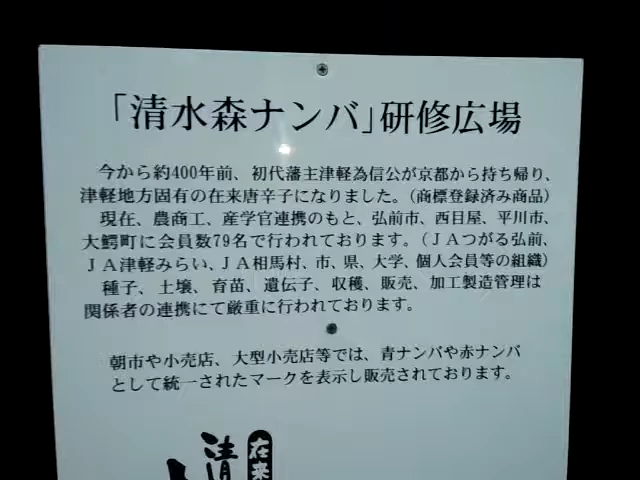 「清水森ナンバ」研修広場
今から約400年前、初代藩主津軽為信公が京都から持ち帰り、
津軽地方固有の在来唐辛子になりました。（商標登録済み商品）
現在、農商工、産学官連携のもと、弘前市、西目屋、平川市、
大鰐町に会員数79名で行われております。（ＪＡつがる弘前、
ＪＡ津軽みらい、ＪＡ相馬村、市、県、大学、個人会員等の組織）
種子、土壌、育苗、遺伝子、収穫、販売、加工製造管理は
関係者の連携にて厳重に行われております。
朝市や小売店、大型小売店等では、青ナンバや赤ナンバ
として統一されたマークを表示し販売されております。
在来
清